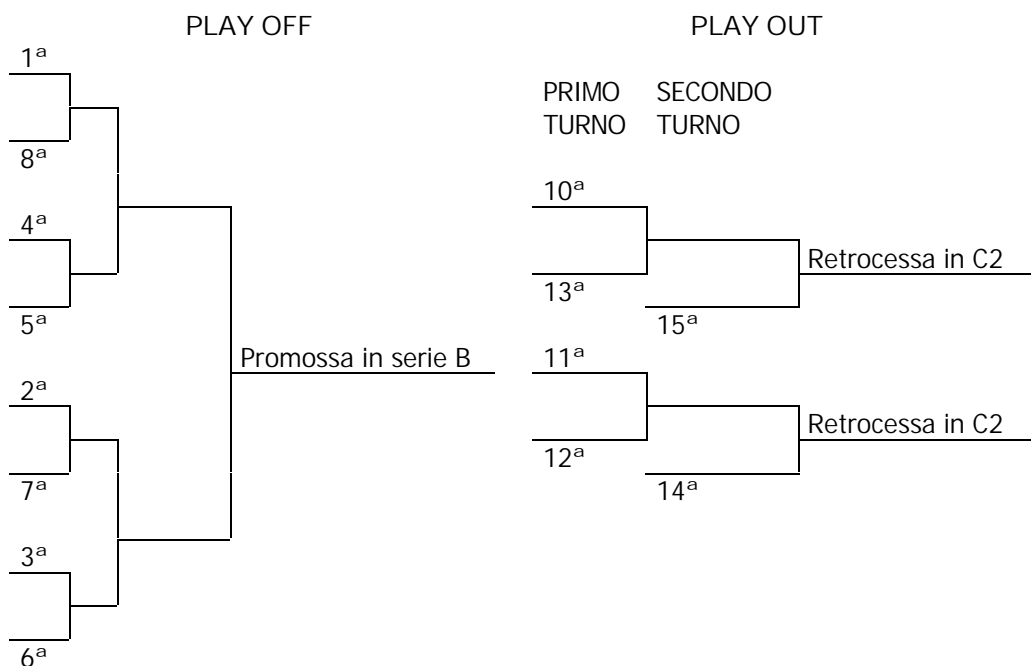 PLAY OFF
1ª
8ª
4ª
5ª
Promossa in serie B
2ª
7ª
3ª
6ª
PLAY OUT
PRIMO TURNO
SECONDO TURNO
10ª
13ª
Retrocessa in C2
15ª
11ª
12ª
Retrocessa in C2
14ª